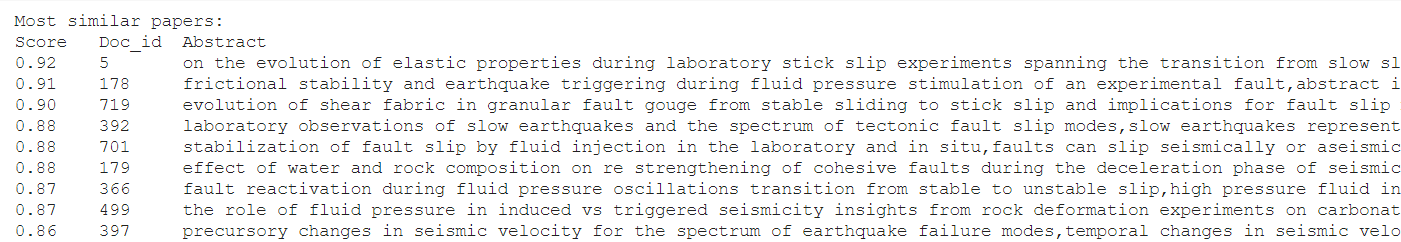 Most similar papers:
Score Doc_id Abstract
0.92 5 on the evolution of elastic properties during laboratory stick slip experiments spanning the transition from slow sl
0.91 178 frictional stability and earthquake triggering during fluid pressure stimulation of an experimental fault,abstract i
0.90 719 evolution of shear fabric in granular fault gouge from stable sliding to stick slip and implications for fault slip
0.88 392 laboratory observations of slow earthquakes and the spectrum of tectonic fault slip modes,slow earthquakes represent
0.88 701 stabilization of fault slip by fluid injection in the laboratory and in situ,faults can slip seismically or aseismic
0.88 179 effect of water and rock composition on re strengthening of cohesive faults during the deceleration phase of seismic
0.87 366 fault reactivation during fluid pressure oscillations transition from stable to unstable slip,high pressure fluid in
0.87 499 the role of fluid pressure in induced vs triggered seismicity insights from rock deformation experiments on carbonat
0.86 397 precursory changes in seismic velocity for the spectrum of earthquake failure modes,temporal changes in seismic velo